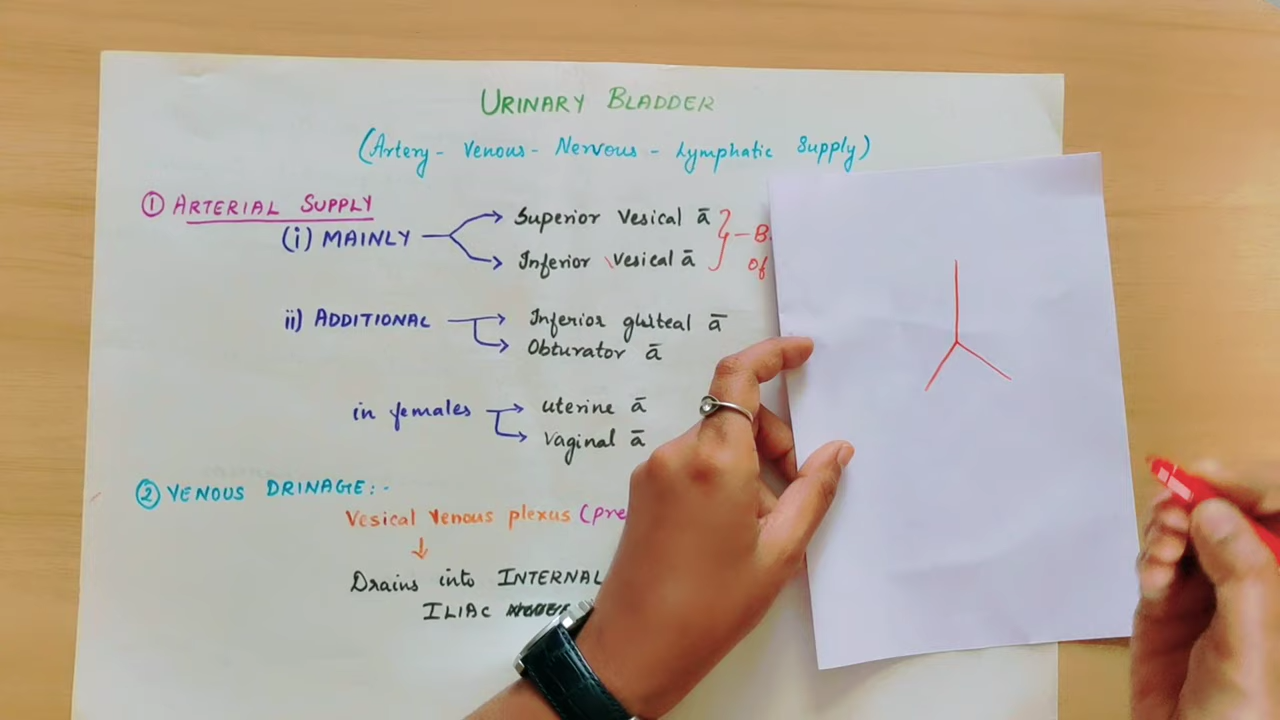 URINARY BLADDER
(Artery - Venous - Nervous - Lymphatic Supply)
① ARTERIAL SUPPLY
(i) MAINLY
Superior Vesical ā
Inferior Vesical ā
B.
of
ii) ADDITIONAL
Inferior gluteal ā
Obturator ā
in females
uterine ā
vaginal ā
② VENOUS DRINAGE:-
Vesical Venous plexus (pre
↓
Drains into INTERNAL
ILIAC